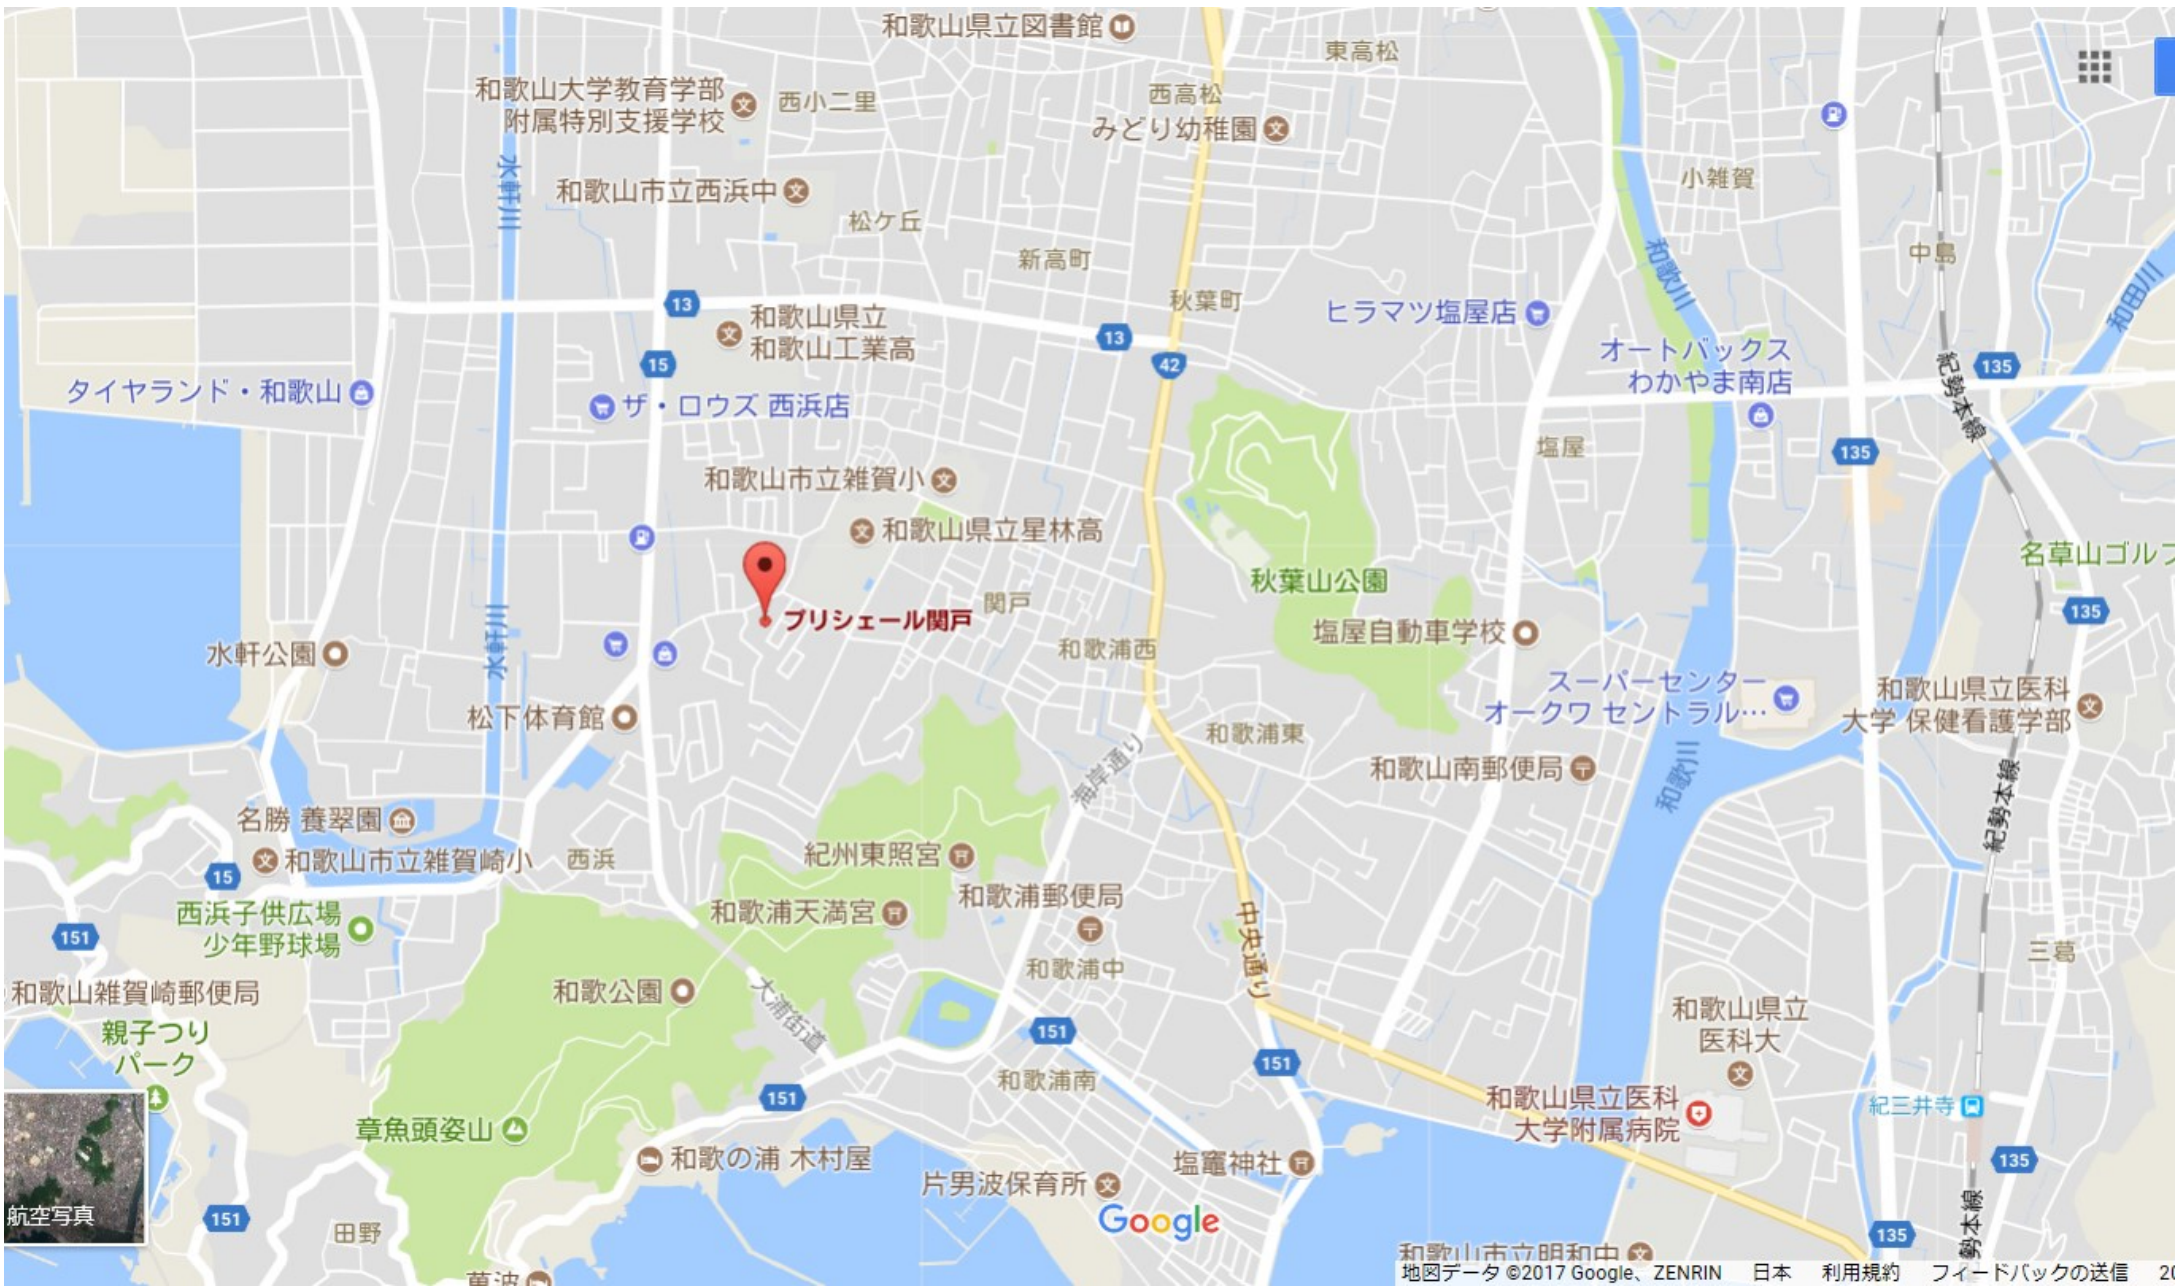 和歌山県立図書館
東高松
和歌山大学教育学部
附属特別支援学校
西小二里
西高松
みどり幼稚園
水軒川
和歌山市立西浜中
小雑賀
松ケ丘
新高町
和歌川
中島
和田川
13
和歌山県立
和歌山工業高
秋葉町
ヒラマツ塩屋店
13
42
15
オートバックス
わかやま南店
135
紀勢本線
タイヤランド・和歌山
ザ・ロウズ 西浜店
塩屋
135
和歌山市立雑賀小
和歌山県立星林高
名草山ゴルフ
秋葉山公園
関戸
135
ブリシェール関戸
塩屋自動車学校
水軒川
水軒公園
和歌浦西
スーパーセンター
オークワ セントラル…
和歌山県立医科
大学 保健看護学部
松下体育館
和歌浦東
海岸通り
和歌山南郵便局
和歌川
紀勢本線
名勝 養翠園
和歌山市立雑賀崎小
西浜
紀州東照宮
15
和歌浦郵便局
西浜子供広場
少年野球場
和歌浦天満宮
中央通り
151
三葛
和歌浦中
和歌山雑賀崎郵便局
和歌公園
大浦街道
和歌山県立
医科大
親子つり
パーク
151
151
和歌浦南
151
和歌山県立医科
大学附属病院
紀三井寺
章魚頭姿山
和歌の浦 木村屋
塩竈神社
135
片男波保育所
航空写真
151
田野
Google
135
勢本線
和歌山市立明和中
萬波
地図データ ©2017 Google、ZENRIN 日本 利用規約 フィードバックの送信 20